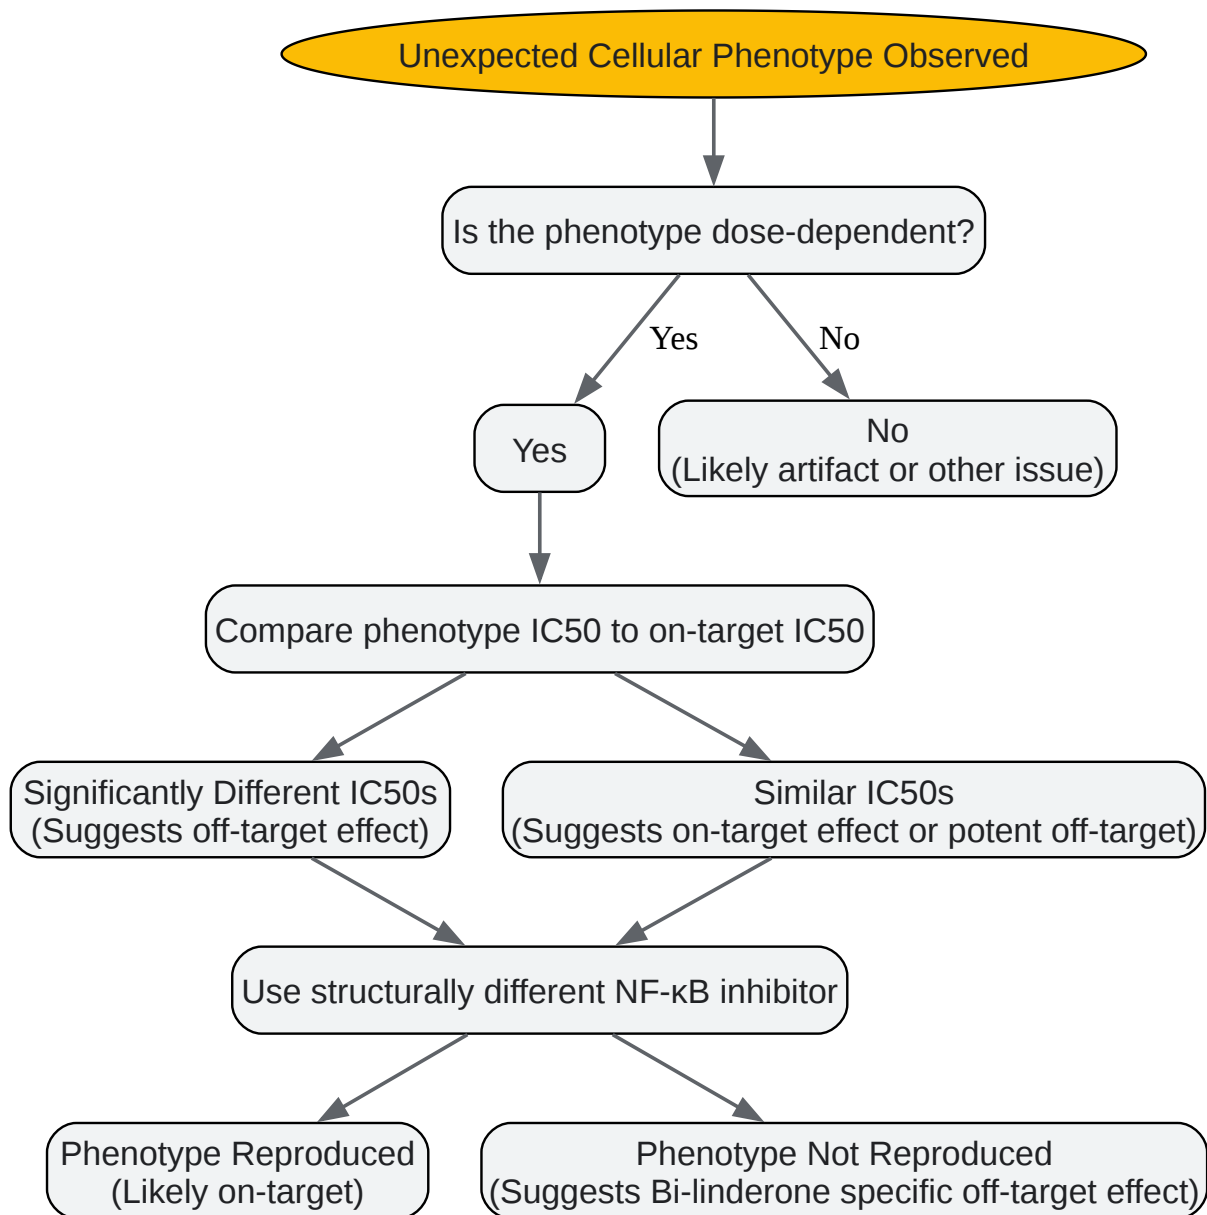 Unexpected Cellular Phenotype Observed
Is the phenotype dose-dependent?
Yes
No
Yes
No
(Likely artifact or other issue)
Compare phenotype IC50 to on-target IC50
Significantly Different IC50s
(Suggests off-target effect)
Similar IC50s
(Suggests on-target effect or potent off-target)
Use structurally different NF-κB inhibitor
Phenotype Reproduced
(Likely on-target)
Phenotype Not Reproduced
(Suggests Bi-linderone specific off-target effect)